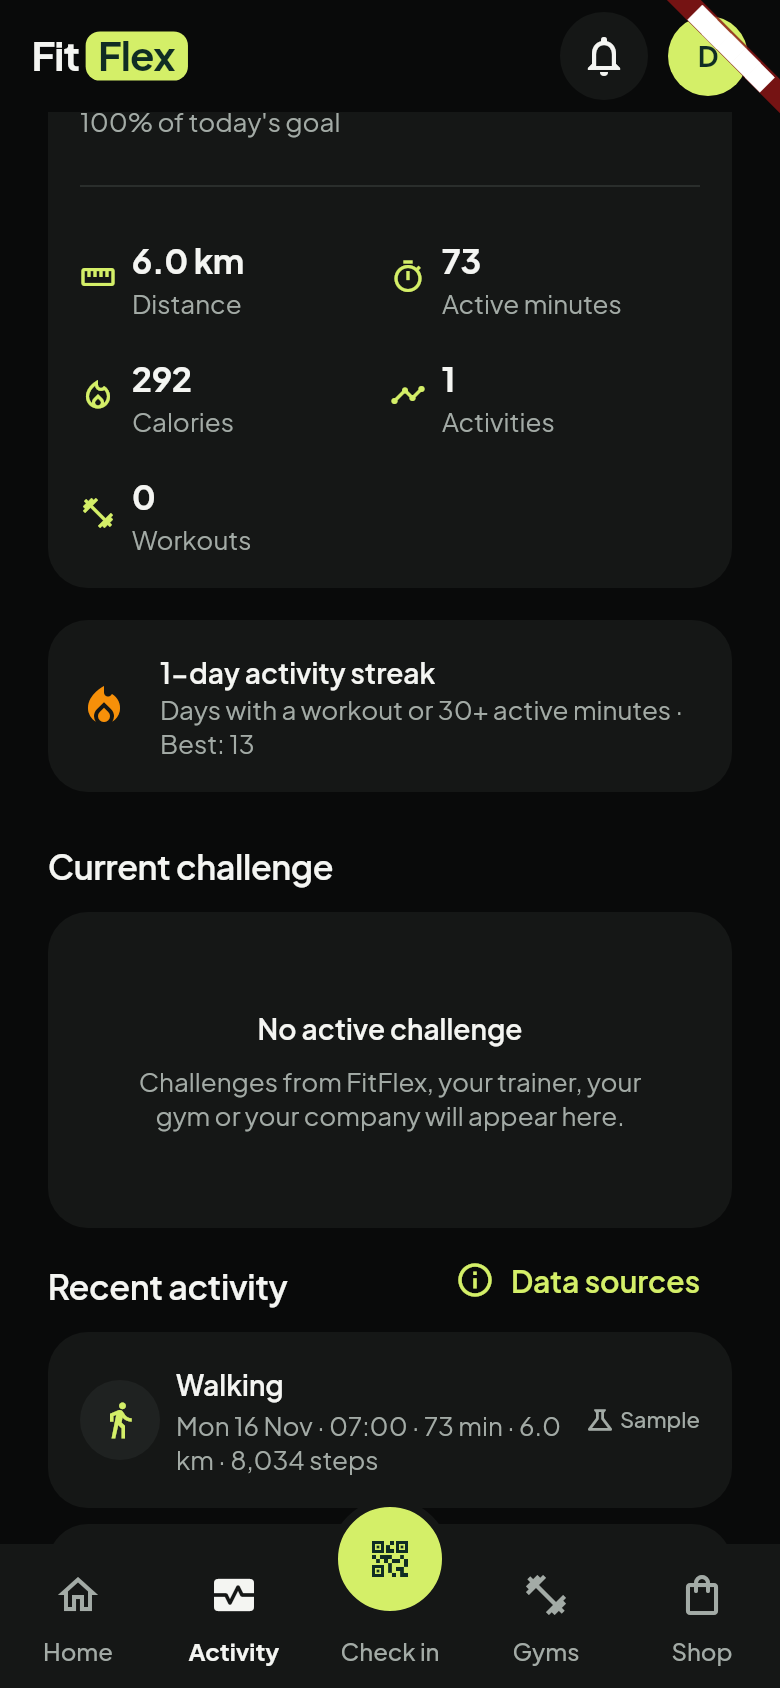 Fit Flex
D
100% of today's goal
6.0 km
Distance
73
Active minutes
292
Calories
1
Activities
0
Workouts
1-day activity streak
Days with a workout or 30+ active minutes ·
Best: 13
Current challenge
No active challenge
Challenges from FitFlex, your trainer, your
gym or your company will appear here.
Recent activity
Data sources
Walking
Mon 16 Nov · 07:00 · 73 min · 6.0
km · 8,034 steps
Sample
Home
Activity
Check in
Gyms
Shop